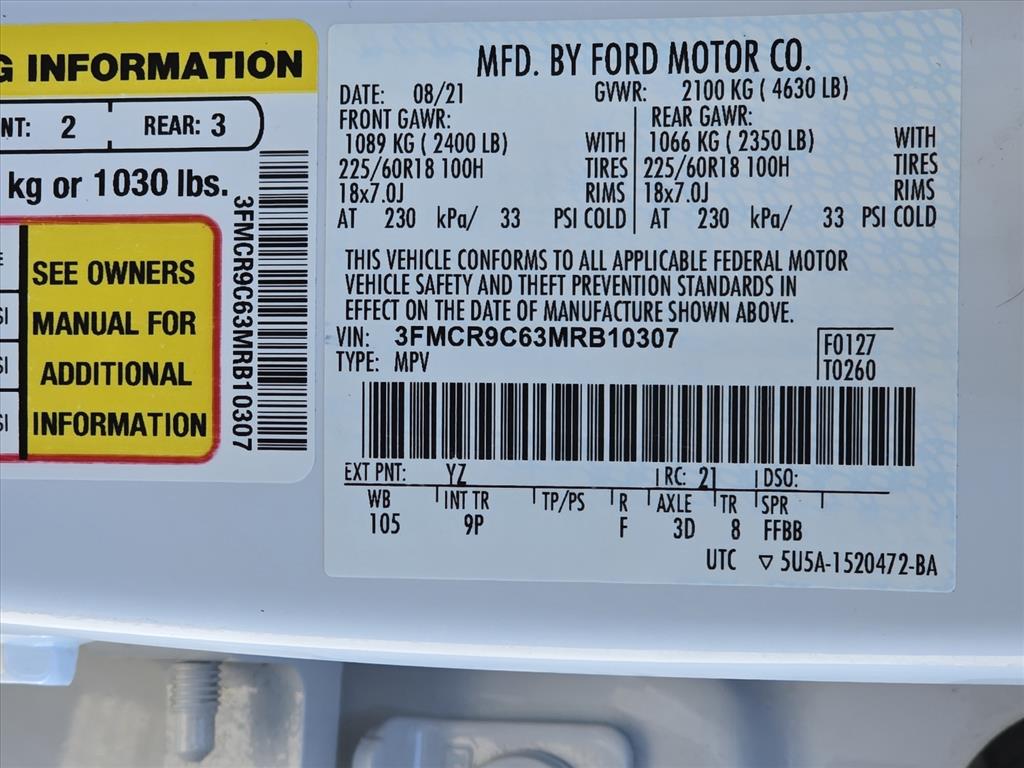 G INFORMATION
NT: 2 REAR: 3
kg or 1030 lbs.
SEE OWNERS
MANUAL FOR
ADDITIONAL
INFORMATION
3FMCR9C63MRB10307
MFD. BY FORD MOTOR CO.
DATE: 08/21 GVWR: 2100 KG ( 4630 LB)
FRONT GAWR: REAR GAWR:
1089 KG ( 2400 LB) WITH 1066 KG ( 2350 LB) WITH
225/60R18 100H TIRES 225/60R18 100H TIRES
18x7.0J RIMS 18x7.0J RIMS
AT 230 kPa/ 33 PSI COLD AT 230 kPa/ 33 PSI COLD
THIS VEHICLE CONFORMS TO ALL APPLICABLE FEDERAL MOTOR
VEHICLE SAFETY AND THEFT PREVENTION STANDARDS IN
EFFECT ON THE DATE OF MANUFACTURE SHOWN ABOVE.
VIN: 3FMCR9C63MRB10307 F0127
TYPE: MPV T0260
EXT PNT: YZ RC: 21 DSO:
WB INT TR TP/PS R AXLE TR SPR
105 9P F 3D 8 FFBB
UTC ▽ 5U5A-1520472-BA